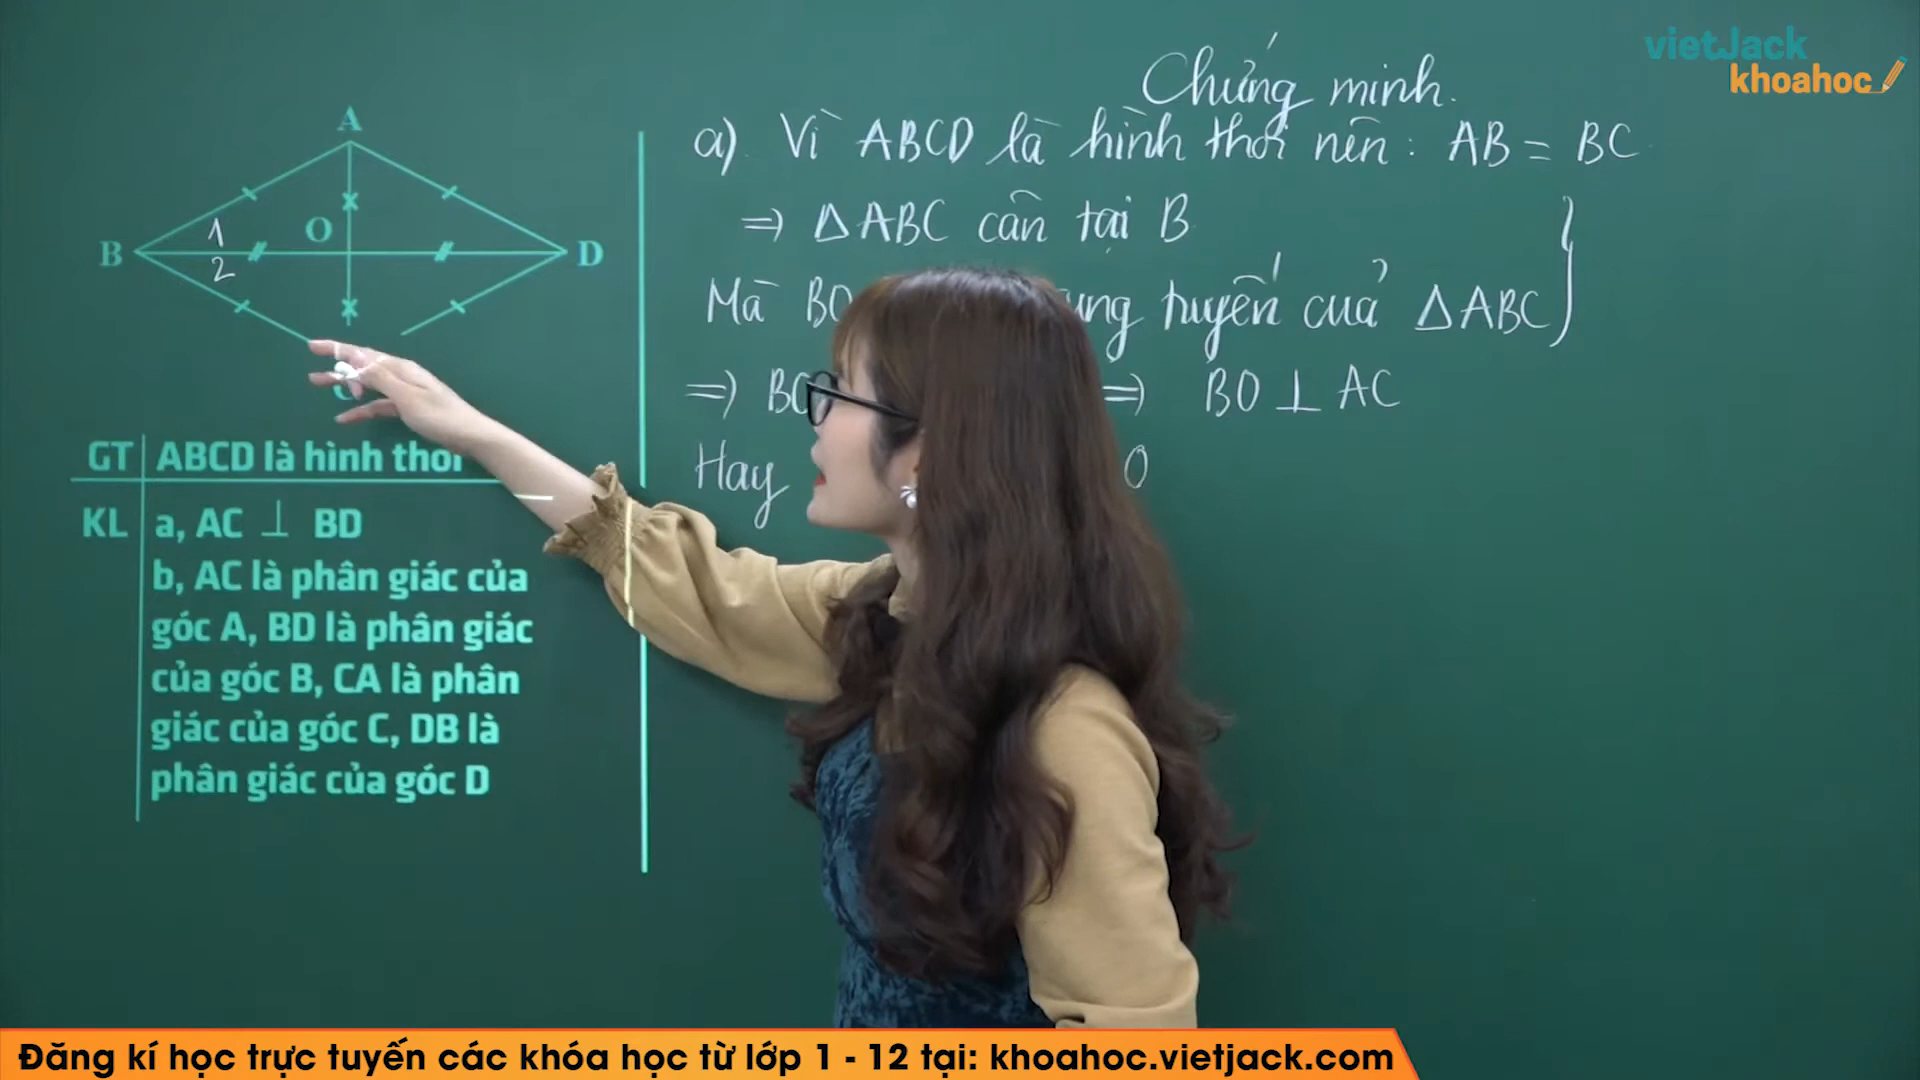 vietJack
khoahoc
Chứng minh.
a) Vì ABCD là hình thoi nên: AB = BC
⇒ ΔABC cân tại B
Mà BO tuyến của ΔABC
⇒ BO ⇒ BO ⊥ AC
Hay O
A
B 1 2 O D
GT ABCD là hình thoi
KL a, AC ⊥ BD
b, AC là phân giác của
góc A, BD là phân giác
của góc B, CA là phân
giác của góc C, DB là
phân giác của góc D
Đăng kí học trực tuyến các khóa học từ lớp 1 - 12 tại: khoahoc.vietjack.com